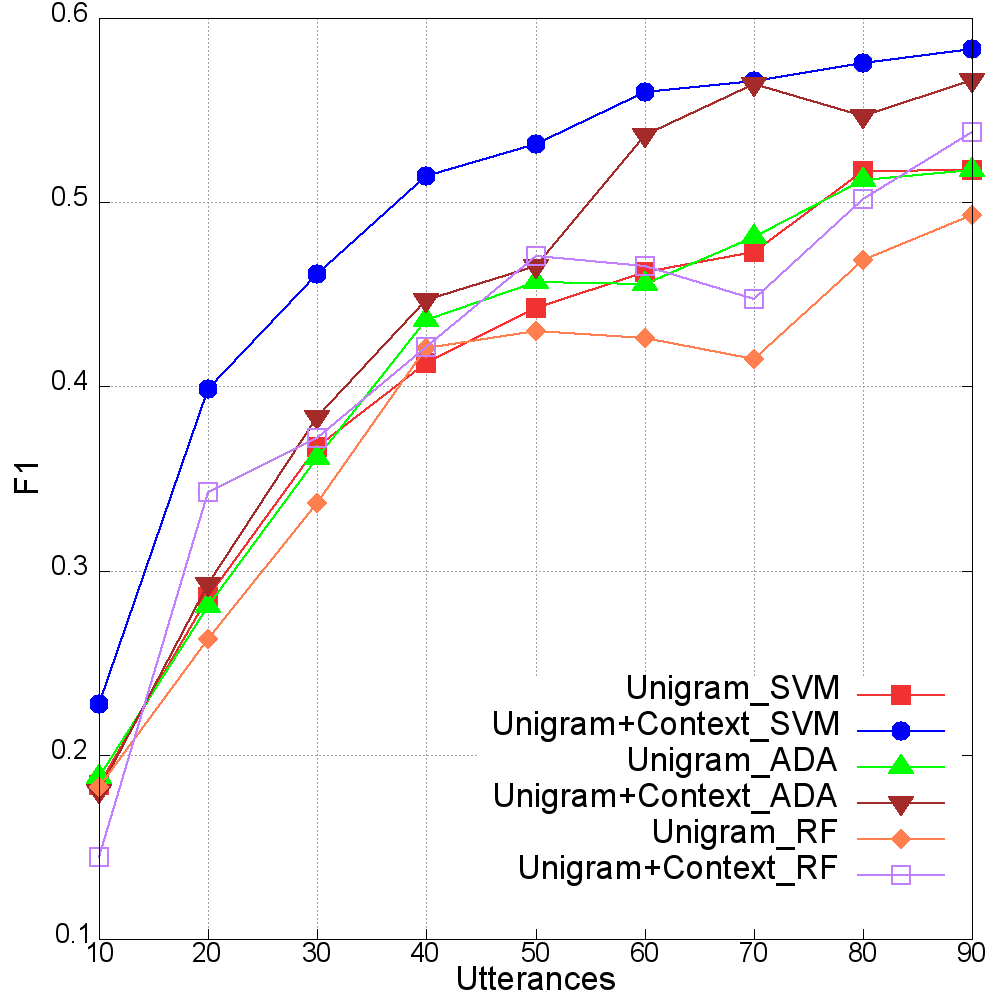 0.6
0.5
0.4
0.3
0.2
0.1
F1
10 20 30 40 50 60 70 80 90
Utterances
Unigram_SVM
Unigram+Context_SVM
Unigram_ADA
Unigram+Context_ADA
Unigram_RF
Unigram+Context_RF